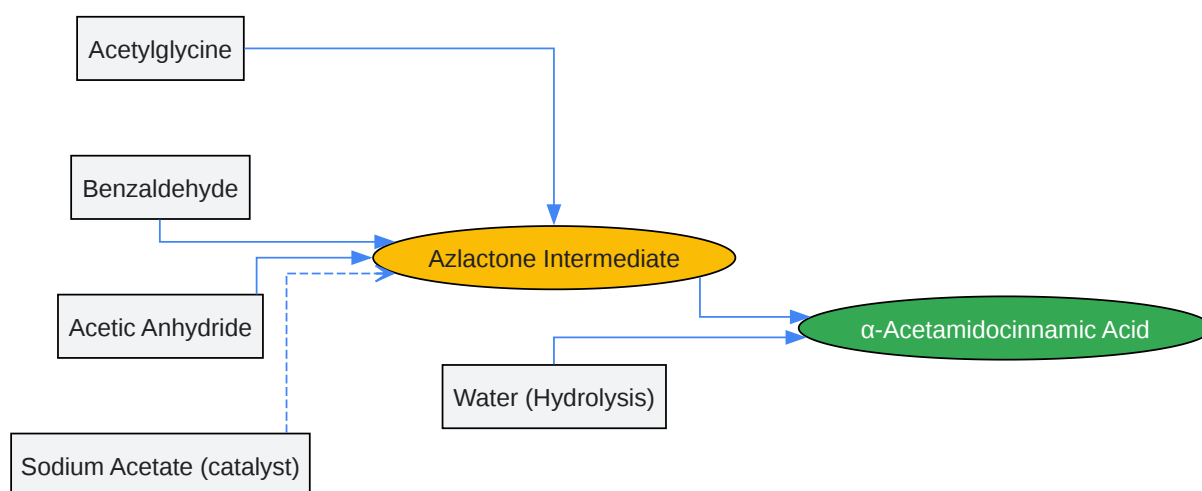 Acetylglycine
Benzaldehyde
Azlactone Intermediate
Acetic Anhydride
α-Acetamidocinnamic Acid
Water (Hydrolysis)
Sodium Acetate (catalyst)